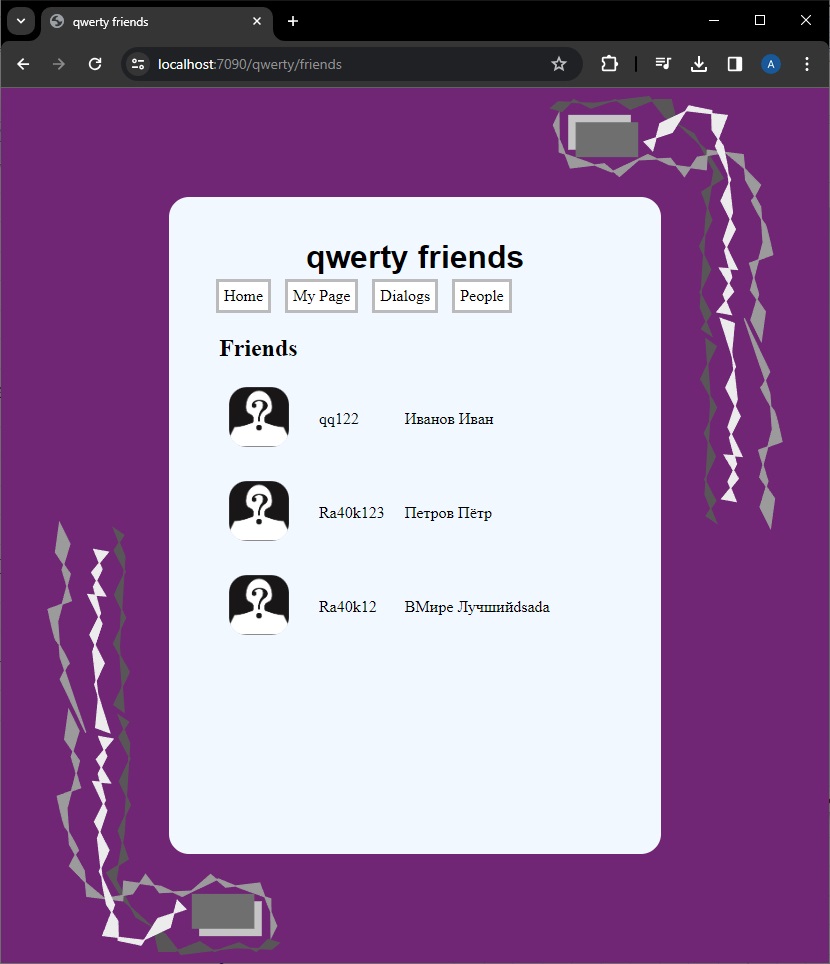 qwerty friends
localhost:7090/qwerty/friends
A
qwerty friends
Home My Page Dialogs People
Friends
qq122 Иванов Иван
Ra40k123 Петров Пётр
Ra40k12 ВМире Лучшийdsada